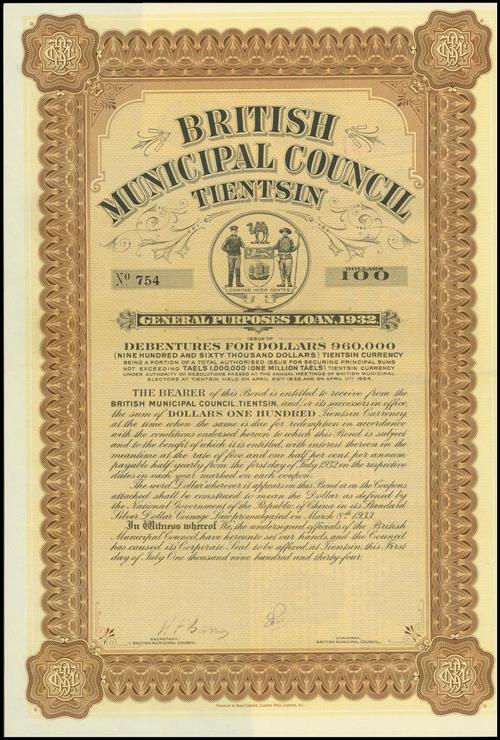 BRITISH
MUNICIPAL COUNCIL
TIENTSIN
COMITAS INTER GENTES
Nº 754
DOLLARS
100
GENERAL PURPOSES LOAN, 1932
ISSUE OF
DEBENTURES FOR DOLLARS 960,000
(NINE HUNDRED AND SIXTY THOUSAND DOLLARS) TIENTSIN CURRENCY
BEING A PORTION OF A TOTAL AUTHORISED ISSUE FOR SECURING PRINCIPAL SUMS
NOT EXCEEDING TAELS 1,000,000 (ONE MILLION TAELS) TIENTSIN CURRENCY
UNDER AUTHORITY OF RESOLUTIONS PASSED AT THE ANNUAL MEETINGS OF BRITISH MUNICIPAL
ELECTORS AT TIENTSIN HELD ON APRIL 20TH 1932, AND ON APRIL 11TH 1934.
THE BEARER of this Bond is entitled to receive from the
BRITISH MUNICIPAL COUNCIL, TIENTSIN, and/or its successors in office,
the sum of DOLLARS ONE HUNDRED Tientsin Currency
at the time when the same is due for redemption in accordance
with the conditions endorsed hereon to which this Bond is subject
and to the benefit of which it is entitled, with interest thereon in the
meantime at the rate of five and one half per cent. per annum
payable half-yearly from the first day of July 1932 on the respective
dates in each year marked on each coupon.
The word Dollar wherever it appears on this Bond or on the Coupons
attached shall be construed to mean the Dollar as defined by
the National Government of the Republic of China in its Standard
Silver Dollar Coinage Law promulgated on March 8th 1933.
In Witness whereof We, the undersigned officials of the British
Municipal Council, have hereunto set our hands, and the Council
has caused its Corporate Seal to be affixed, at Tientsin, this First
day of July One thousand nine hundred and thirty-four.
SECRETARY,
BRITISH MUNICIPAL COUNCIL.
CHAIRMAN,
BRITISH MUNICIPAL COUNCIL.